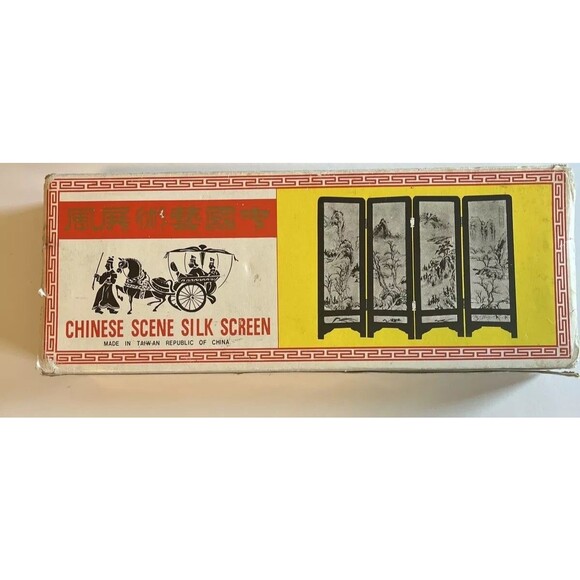 中國藝術屏風
CHINESE SCENE SILK SCREEN
MADE IN TAIWAN REPUBLIC OF CHINA